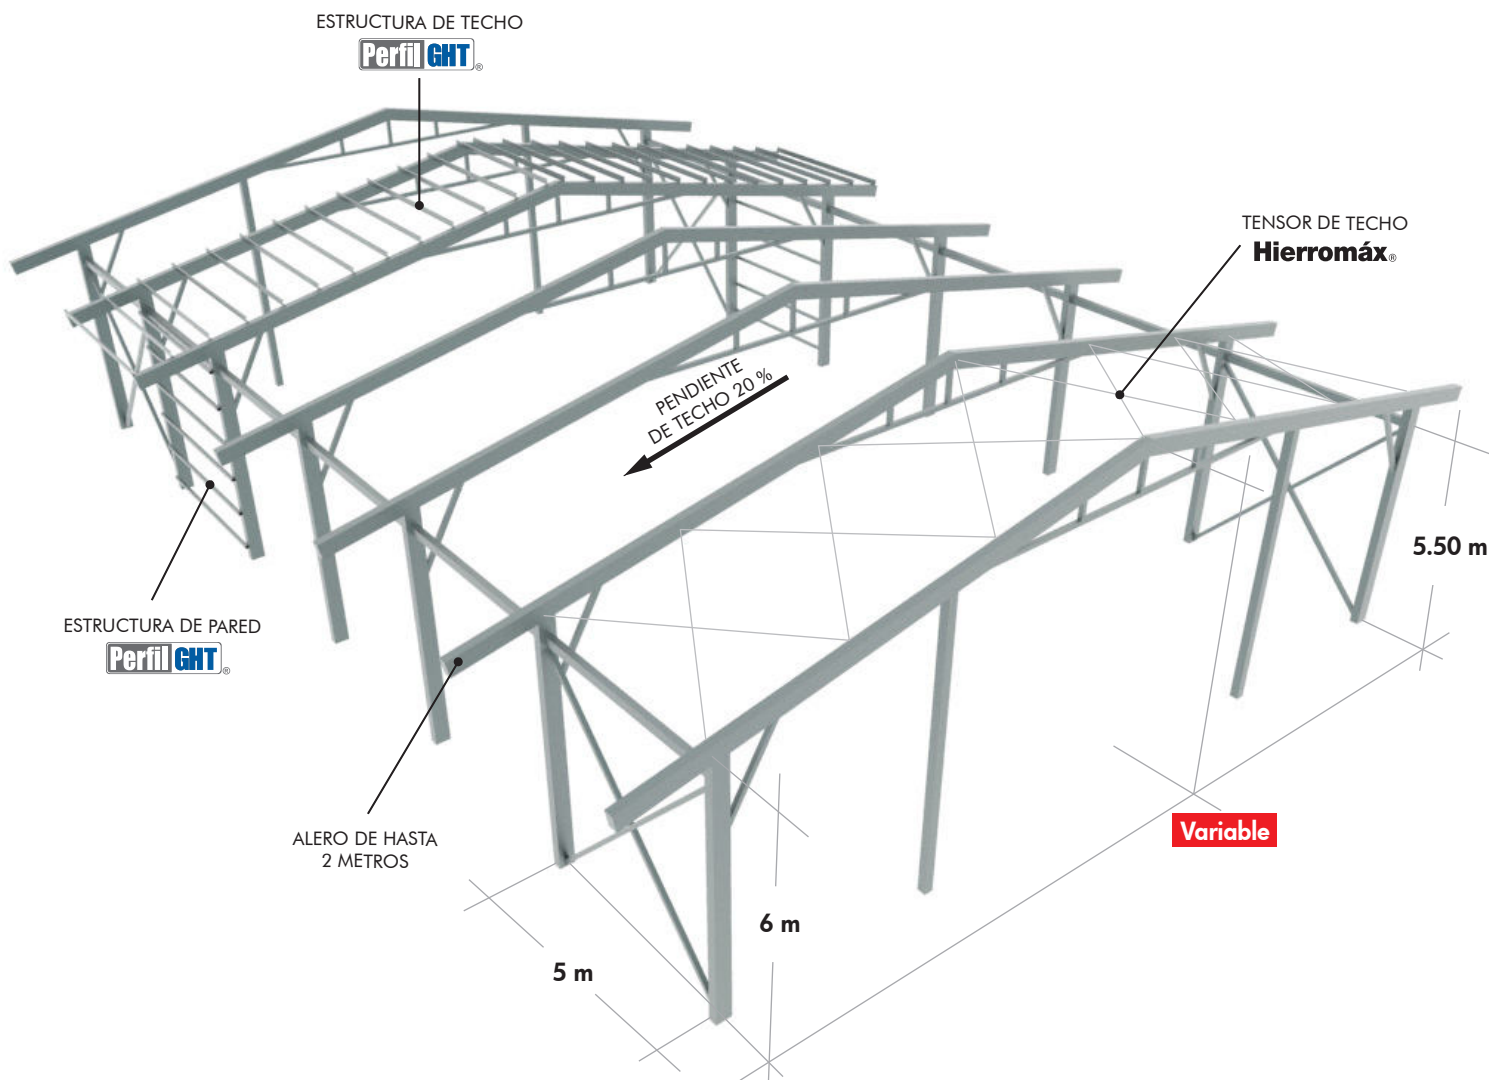 ESTRUCTURA DE TECHO
Perfil GHT ®
TENSOR DE TECHO
Hierromáx®
PENDIENTE
DE TECHO 20 %
5.50 m
ESTRUCTURA DE PARED
Perfil GHT ®
Variable
ALERO DE HASTA
2 METROS
6 m
5 m